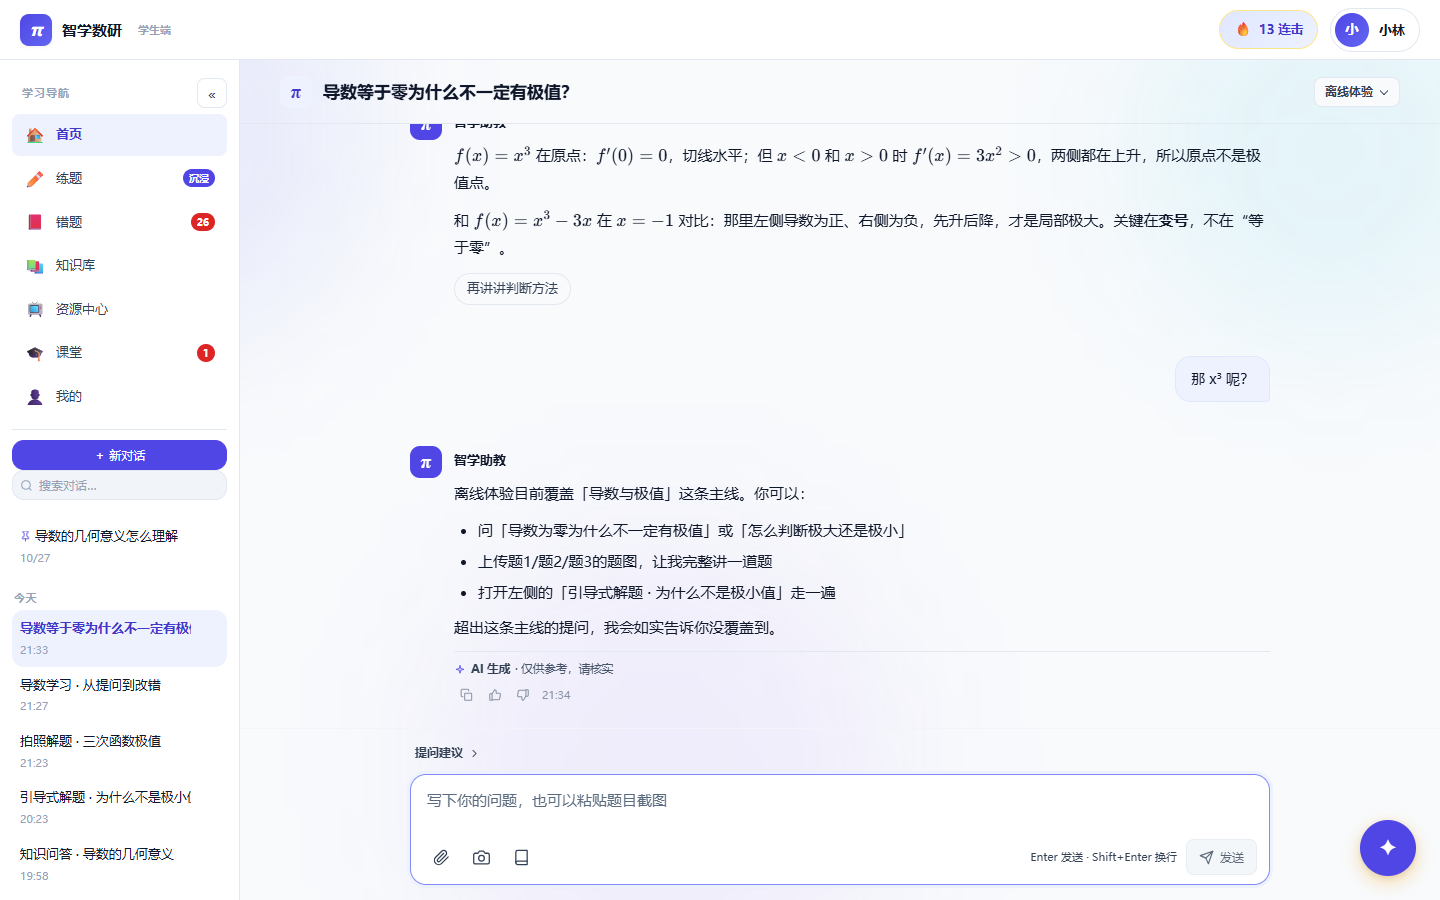 π 智学数研 学生端
13 连击
小 小林
学习导航 «
首页
练题 沉浸
错题 26
知识库
资源中心
课堂 1
我的
+ 新对话
搜索对话...
导数的几何意义怎么理解
10/27
今天
导数等于零为什么不一定有极
21:33
导数学习 · 从提问到改错
21:27
拍照解题 · 三次函数极值
21:23
引导式解题 · 为什么不是极小
20:23
知识问答 · 导数的几何意义
19:58
π 导数等于零为什么不一定有极值？
离线体验
π 智学助教
f(x) = x³ 在原点：f′(0) = 0，切线水平；但 x < 0 和 x > 0 时 f′(x) = 3x² > 0，两侧都在上升，所以原点不是极
值点。
和 f(x) = x³ − 3x 在 x = −1 对比：那里左侧导数为正、右侧为负，先升后降，才是局部极大。关键在变号，不在“等
于零”。
再讲讲判断方法
那 x³ 呢？
π 智学助教
离线体验目前覆盖「导数与极值」这条主线。你可以：
• 问「导数为零为什么不一定有极值」或「怎么判断极大还是极小」
• 上传题1/题2/题3的题图，让我完整讲一道题
• 打开左侧的「引导式解题 · 为什么不是极小值」走一遍
超出这条主线的提问，我会如实告诉你没覆盖到。
AI 生成 · 仅供参考，请核实
21:34
提问建议
写下你的问题，也可以粘贴题目截图
Enter 发送 · Shift+Enter 换行
发送